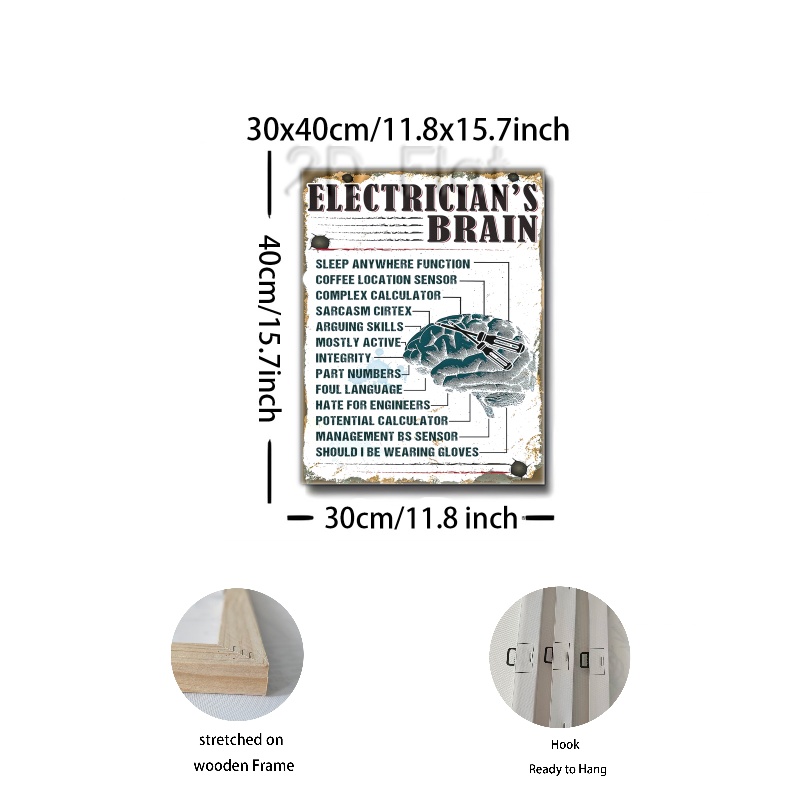 30x40cm/11.8x15.7inch
2D Flat
ELECTRICIAN'S
BRAIN
SLEEP ANYWHERE FUNCTION
COFFEE LOCATION SENSOR
COMPLEX CALCULATOR
SARCASM CIRTEX
ARGUING SKILLS
MOSTLY ACTIVE
INTEGRITY
PART NUMBERS
FOUL LANGUAGE
HATE FOR ENGINEERS
POTENTIAL CALCULATOR
MANAGEMENT BS SENSOR
SHOULD I BE WEARING GLOVES
40cm/15.7inch
30cm/11.8 inch
stretched on
wooden Frame
Hook
Ready to Hang